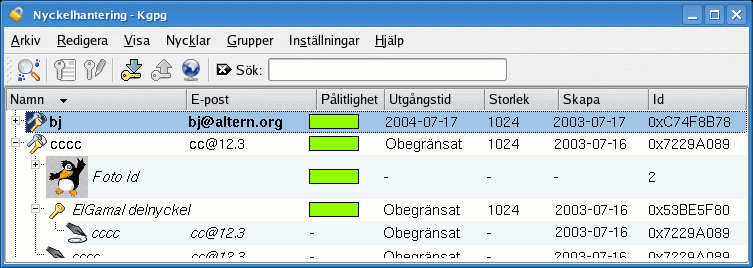 Nyckelhantering - Kgpg
Arkiv Redigera Visa Nycklar Grupper Inställningar Hjälp
Sök:
Namn E-post Pålitlighet Utgångstid Storlek Skapa Id
bj bj@altern.org 2004-07-17 1024 2003-07-17 0xC74F8B78
cccc cc@12.3 Obegränsat 1024 2003-07-16 0x7229A089
Foto id - - - 2
ElGamal delnyckel Obegränsat 1024 2003-07-16 0x53BE5F80
cccc cc@12.3 - Obegränsat - 2003-07-16 0x7229A089
cccc cc@12.3 - Obegränsat - 2003-07-16 0x7229A089